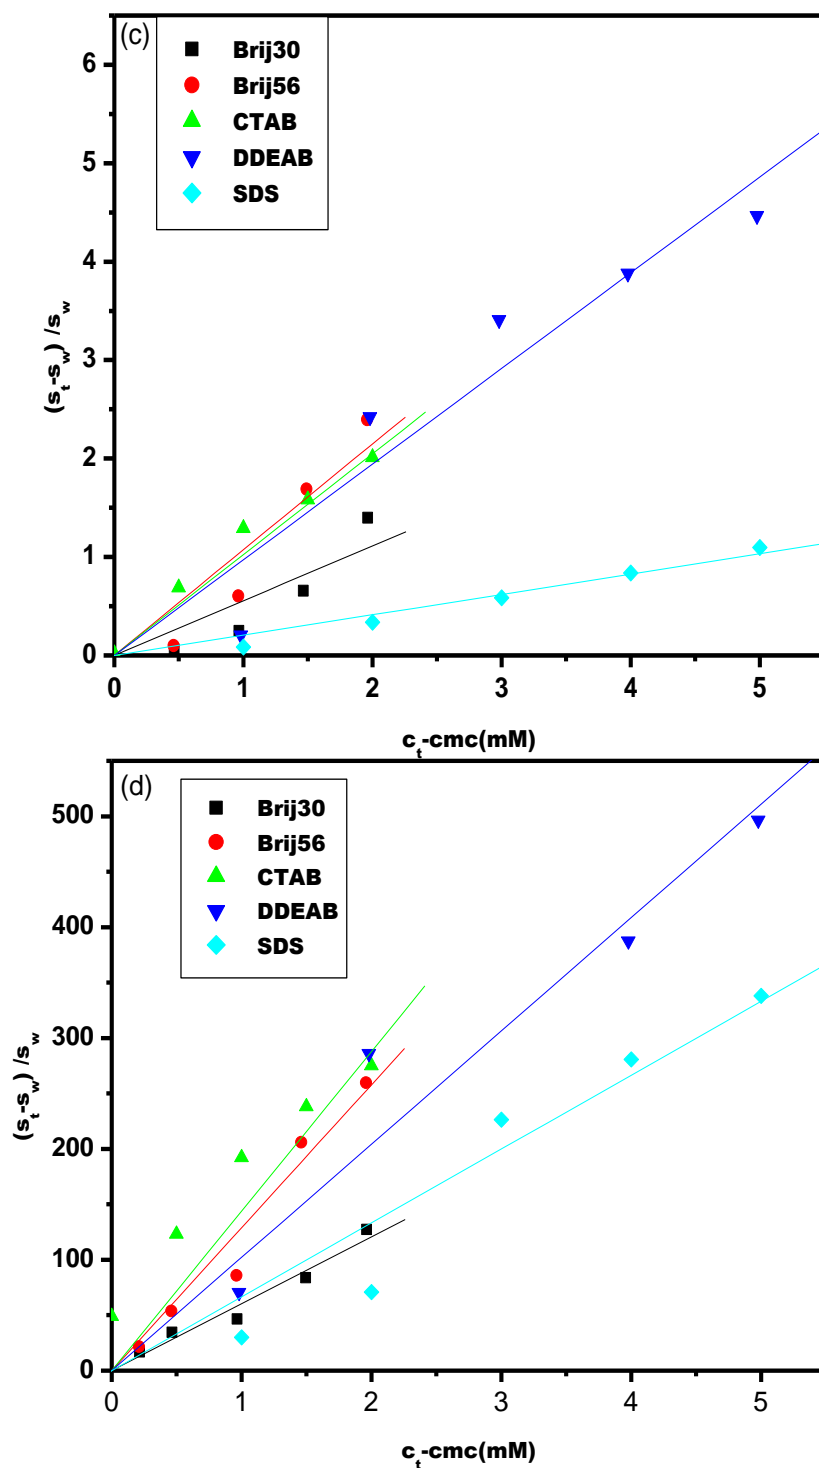 (c)
Brij30
Brij56
CTAB
DDEAB
SDS
6
5
4
3
2
1
0
(s_t-s_w) /s_w
0 1 2 3 4 5
c_t-cmc(mM)
(d)
Brij30
Brij56
CTAB
DDEAB
SDS
500
400
300
200
100
0
(s_t-s_w) /s_w
0 1 2 3 4 5
c_t-cmc(mM)